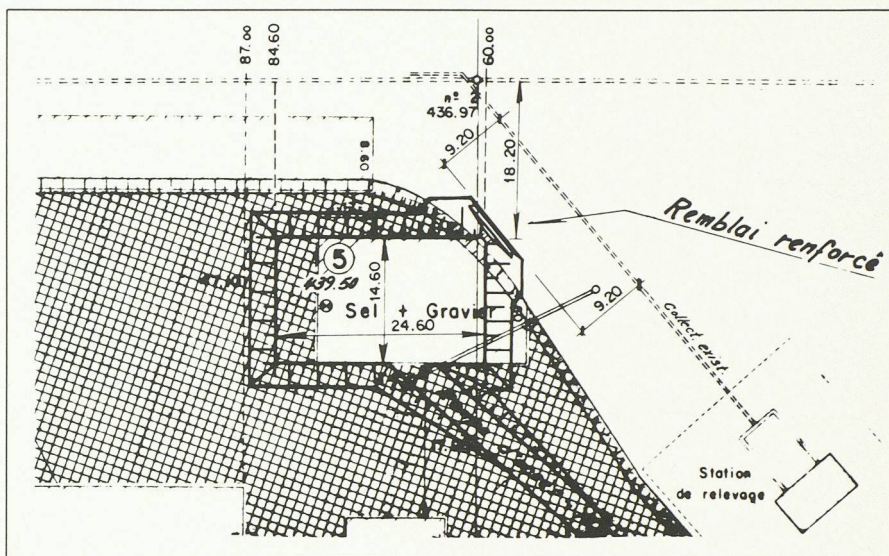 87.00
84.60
60.00
nº
436.97
9.20
18.20
8.60
Remblai renforcé
5
439.50
14.60
Sel + Gravier
24.60
9.20
Collect exist
Station
de relevage